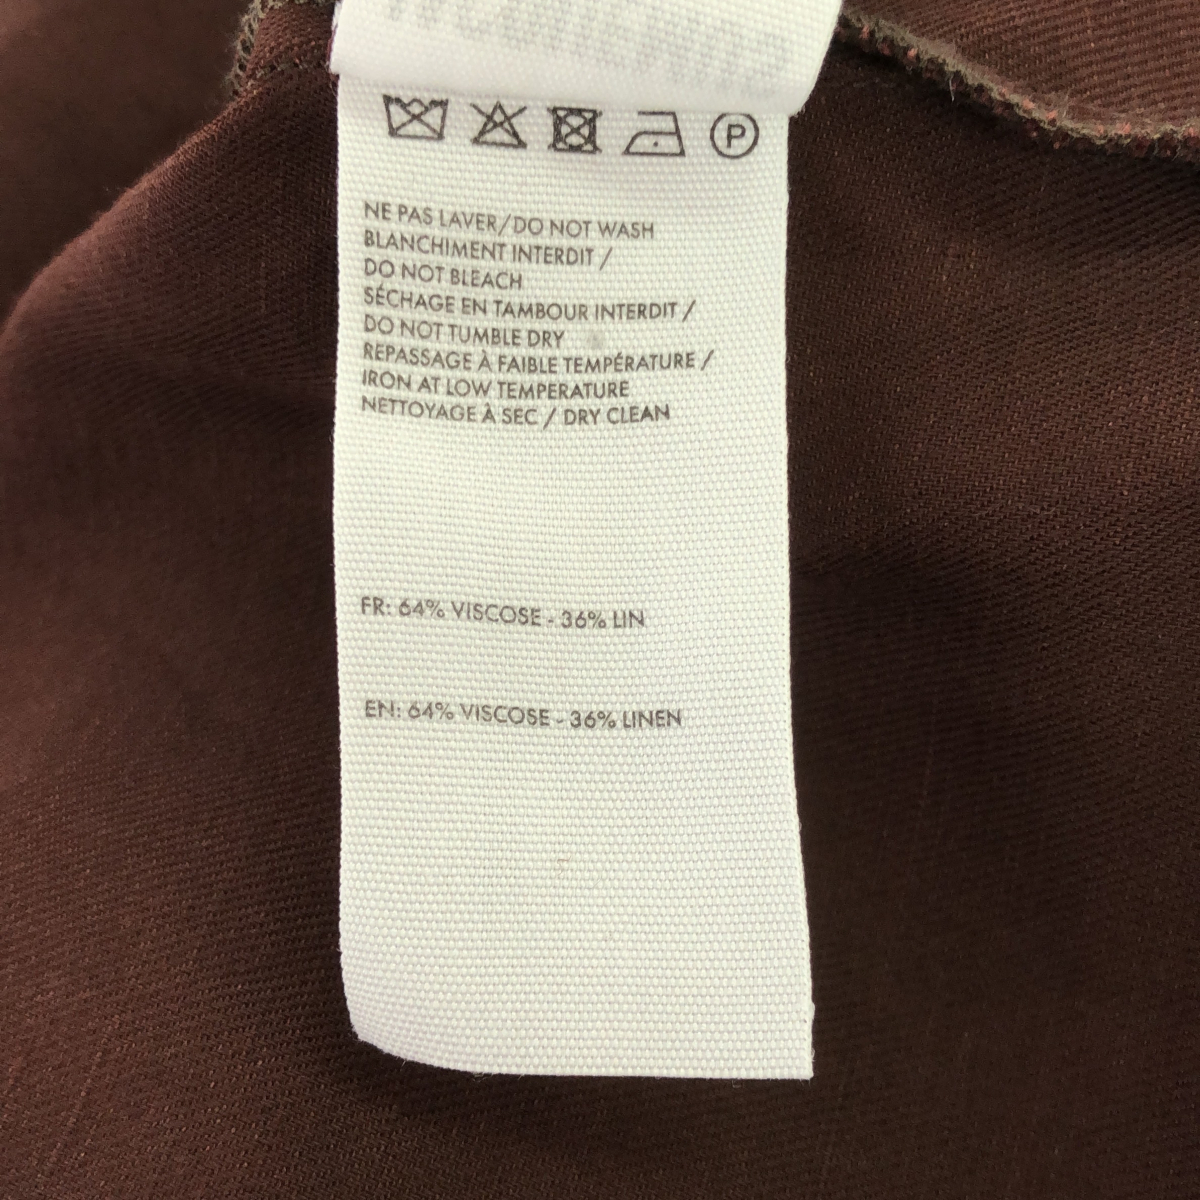 P
NE PAS LAVER/DO NOT WASH
BLANCHIMENT INTERDIT /
DO NOT BLEACH
SÉCHAGE EN TAMBOUR INTERDIT /
DO NOT TUMBLE DRY
REPASSAGE À FAIBLE TEMPÉRATURE /
IRON AT LOW TEMPERATURE
NETTOYAGE À SEC / DRY CLEAN
FR: 64% VISCOSE - 36% LIN
EN: 64% VISCOSE - 36% LINEN